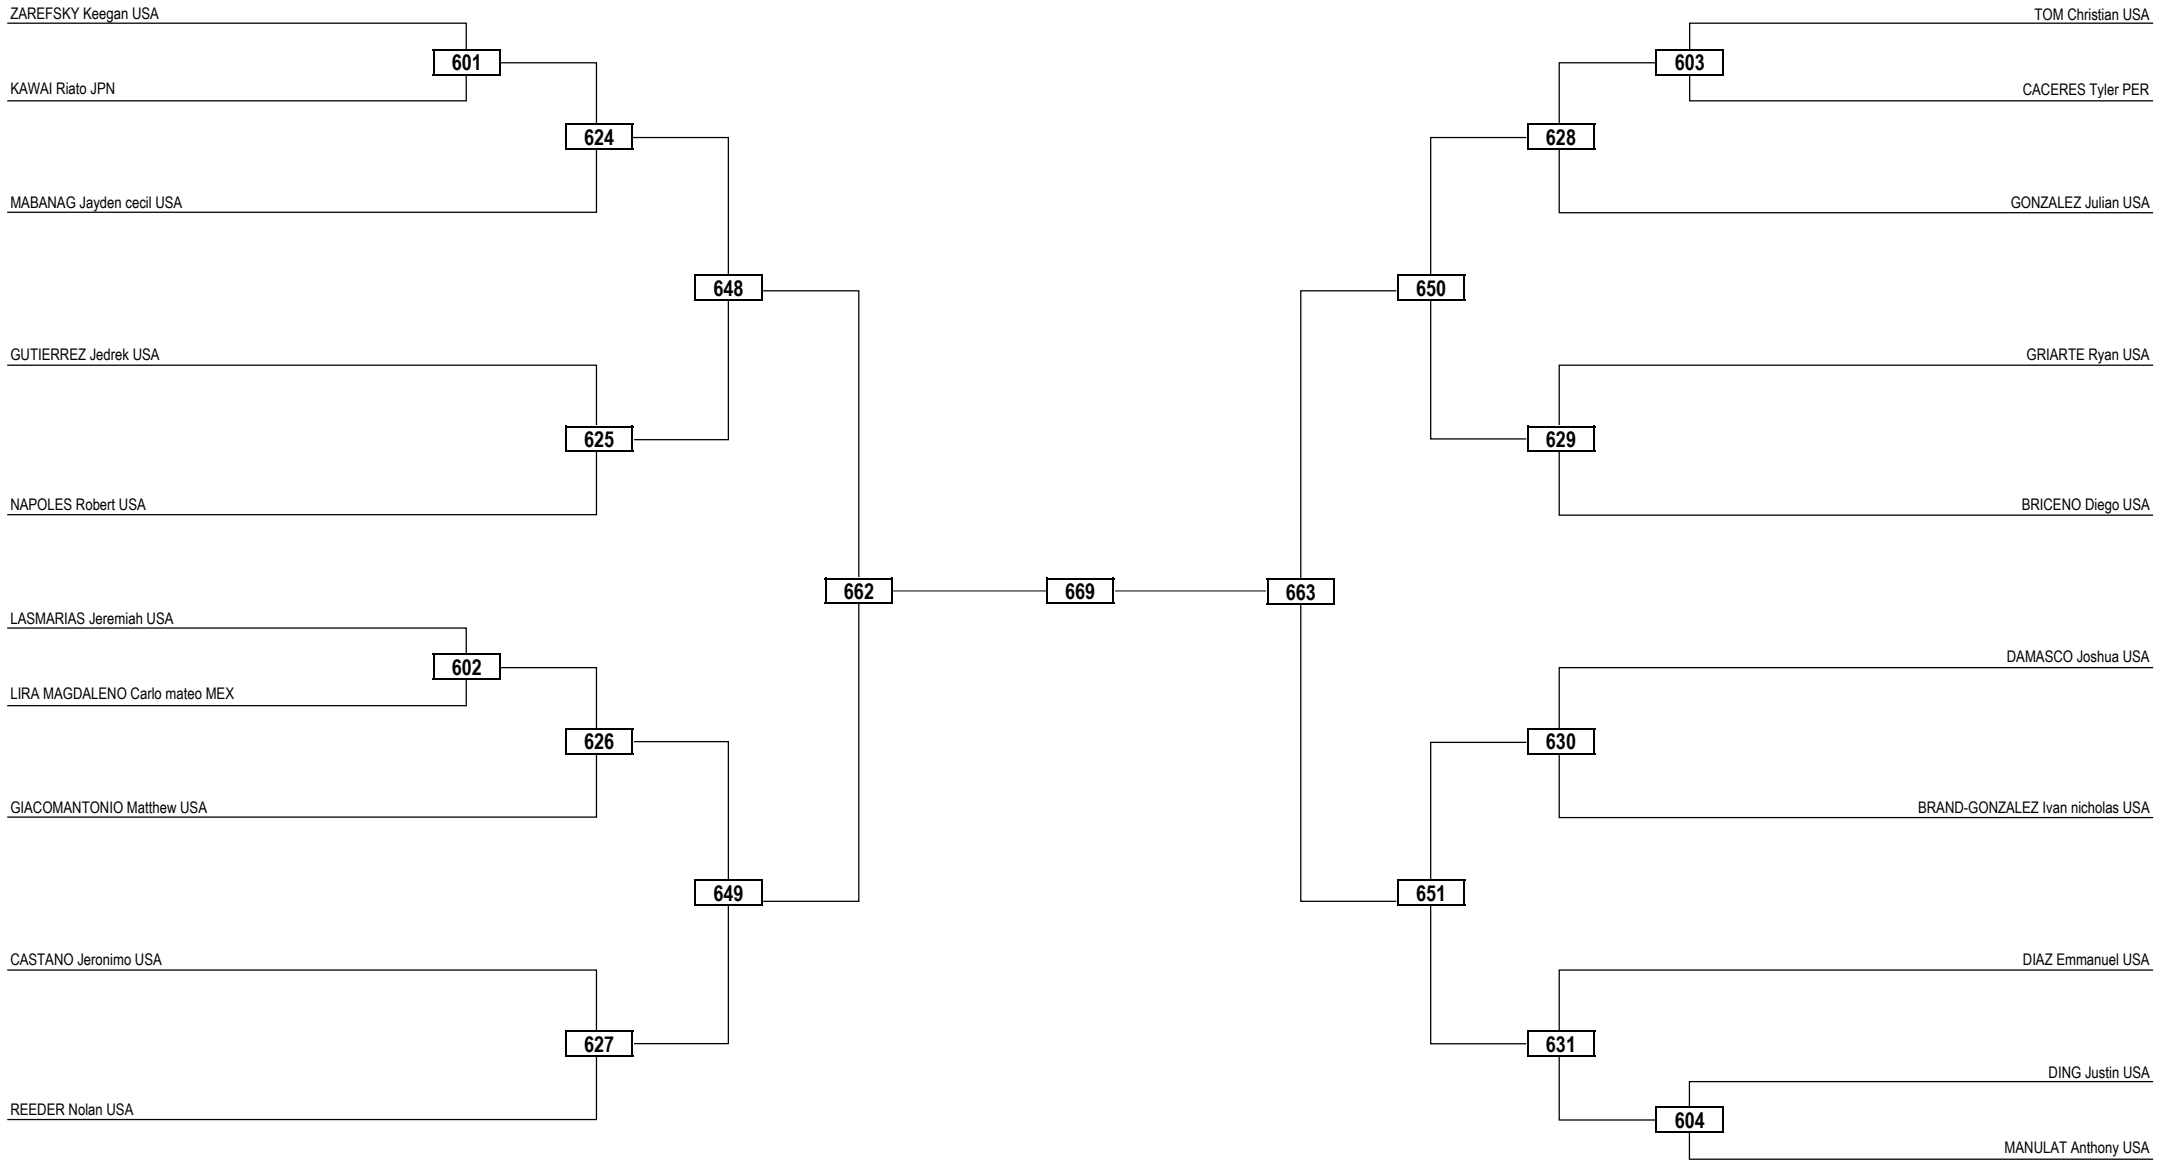 ZAREFSKY Keegan USA
TOM Christian USA
601
603
KAWAI Riato JPN
CACERES Tyler PER
624
628
MABANAG Jayden cecil USA
GONZALEZ Julian USA
648
650
GUTIERREZ Jedrek USA
GRIARTE Ryan USA
625
629
NAPOLES Robert USA
BRICENO Diego USA
662
669
663
LASMARIAS Jeremiah USA
DAMASCO Joshua USA
602
LIRA MAGDALENO Carlo mateo MEX
626
630
GIACOMANTONIO Matthew USA
BRAND-GONZALEZ Ivan nicholas USA
649
651
CASTANO Jeronimo USA
DIAZ Emmanuel USA
627
631
DING Justin USA
REEDER Nolan USA
604
MANULAT Anthony USA